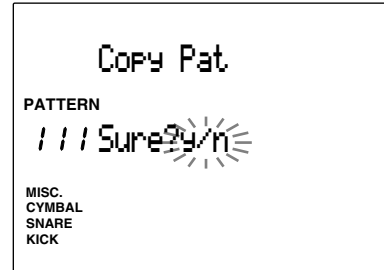 Copy Pat.
PATTERN
111 Sure?y/n
MISC.
CYMBAL
SNARE
KICK